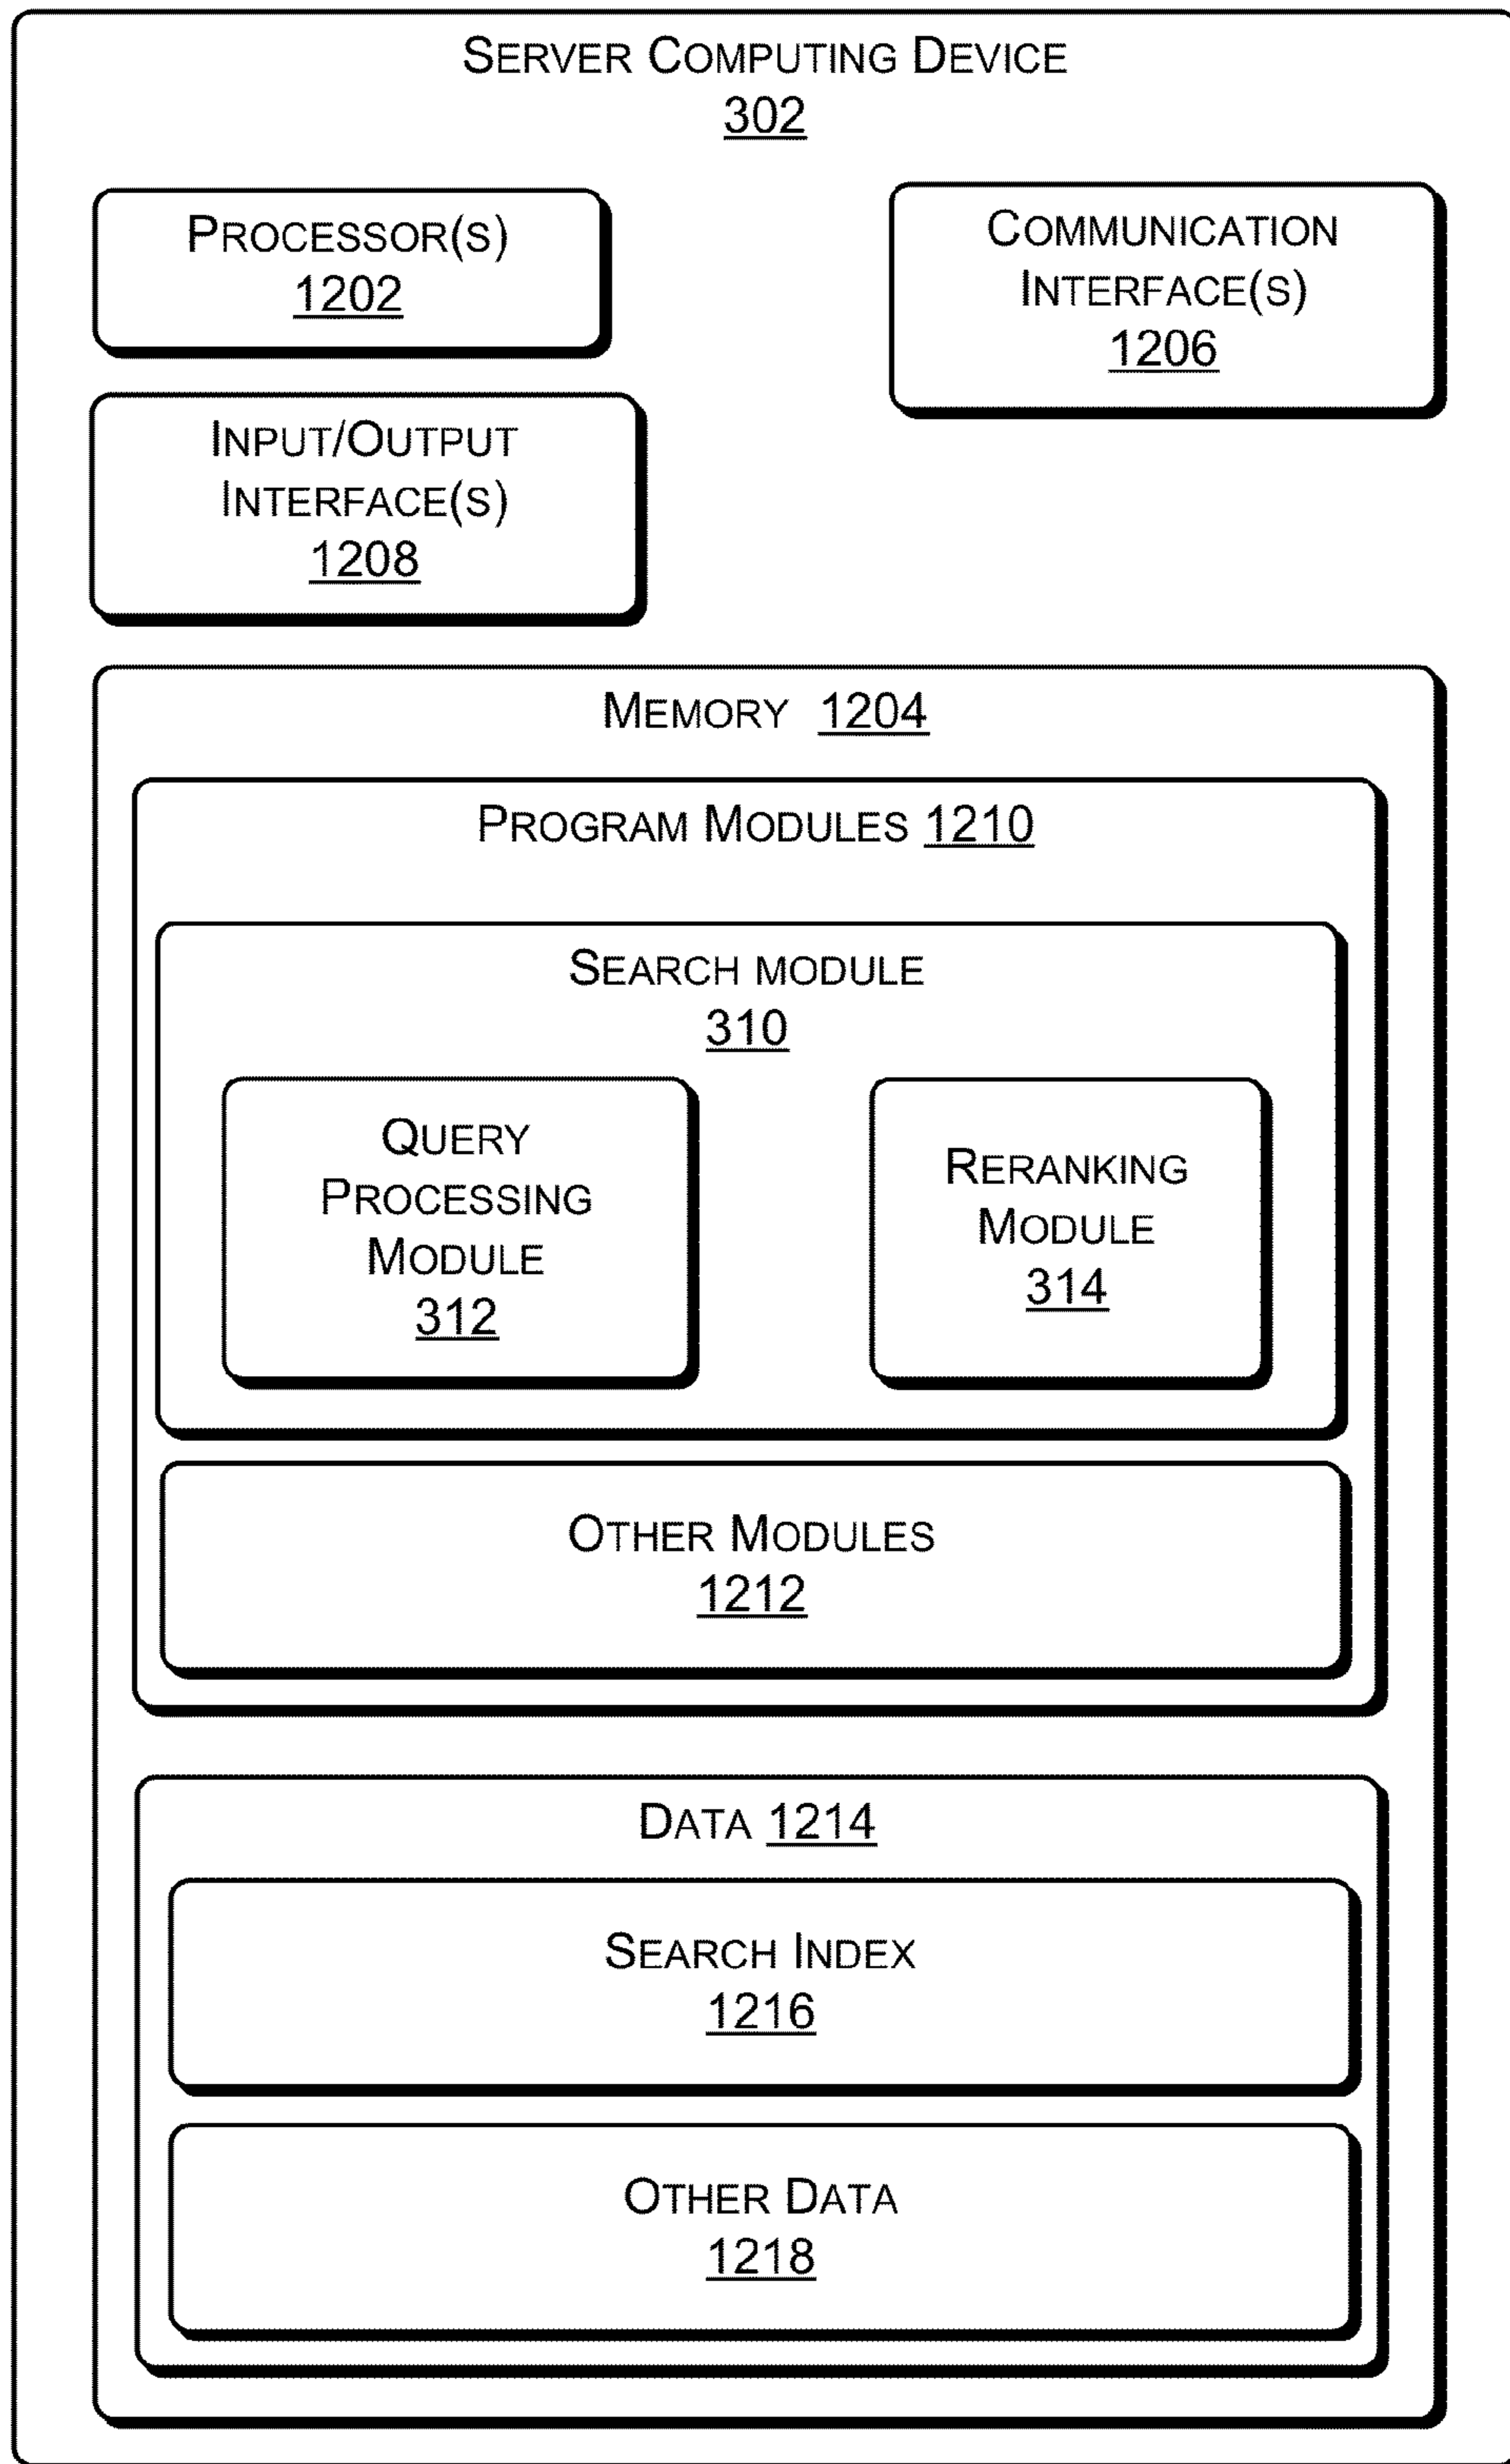 SERVER COMPUTING DEVICE
302
PROCESSOR(S)
1202
COMMUNICATION
INTERFACE(S)
1206
INPUT/OUTPUT
INTERFACE(S)
1208
MEMORY 1204
PROGRAM MODULES 1210
SEARCH MODULE
310
QUERY
PROCESSING
MODULE
312
RERANKING
MODULE
314
OTHER MODULES
1212
DATA 1214
SEARCH INDEX
1216
OTHER DATA
1218